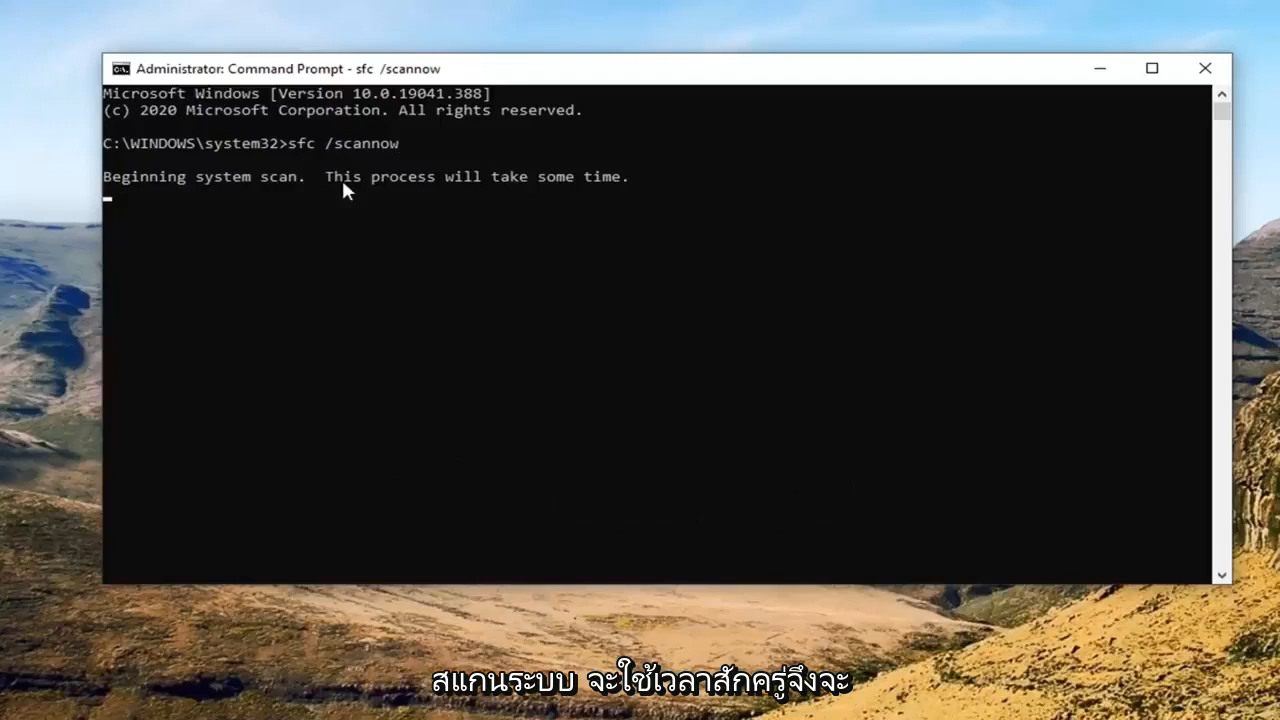 Administrator: Command Prompt - sfc  /scannow
Microsoft Windows [Version 10.0.19041.388]
(c) 2020 Microsoft Corporation. All rights reserved.
C:\WINDOWS\system32>sfc /scannow
Beginning system scan.  This process will take some time.
สแกนระบบ จะใช้เวลาสักครู่จึงจะ